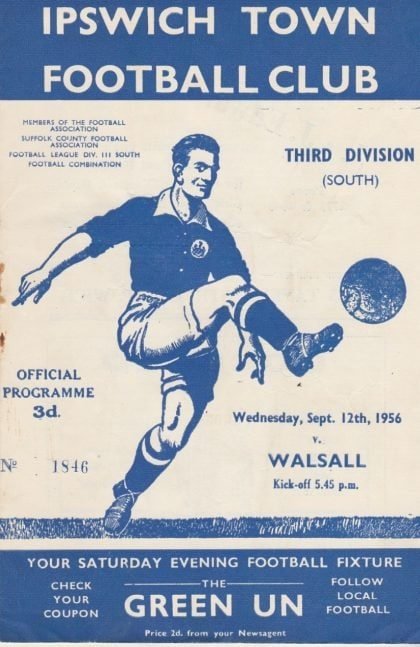 IPSWICH TOWN
FOOTBALL CLUB
MEMBERS OF THE FOOTBALL
ASSOCIATION
SUFFOLK COUNTY FOOTBALL
ASSOCIATION
FOOTBALL LEAGUE DIV. III SOUTH
FOOTBALL COMBINATION
THIRD DIVISION
(SOUTH)
OFFICIAL
PROGRAMME
3d.
No 1846
Wednesday, Sept. 12th, 1956
v.
WALSALL
Kick-off 5.45 p.m.
YOUR SATURDAY EVENING FOOTBALL FIXTURE
CHECK
YOUR
COUPON
THE
GREEN UN
FOLLOW
LOCAL
FOOTBALL
Price 2d. from your Newsagent